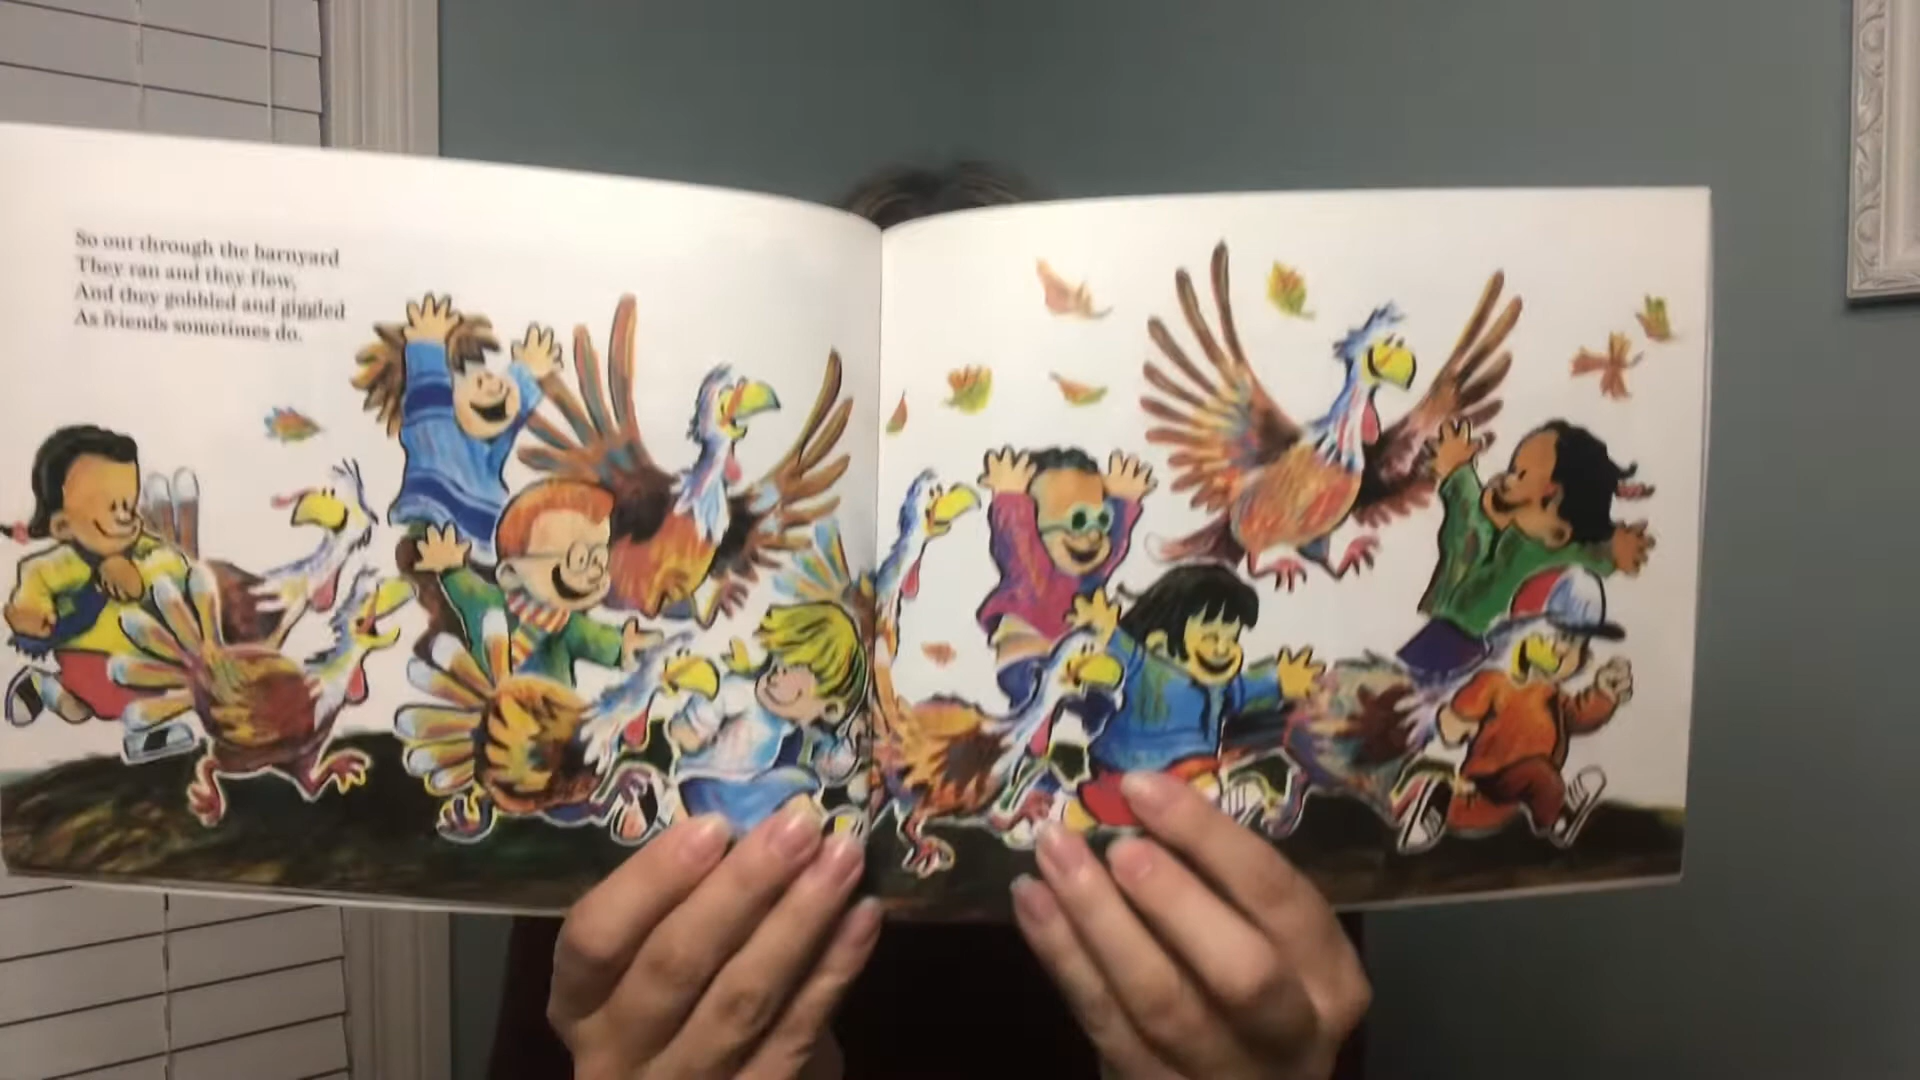 So out through the barnyard
They ran and they flew,
And they gobbled and giggled
As friends sometimes do.